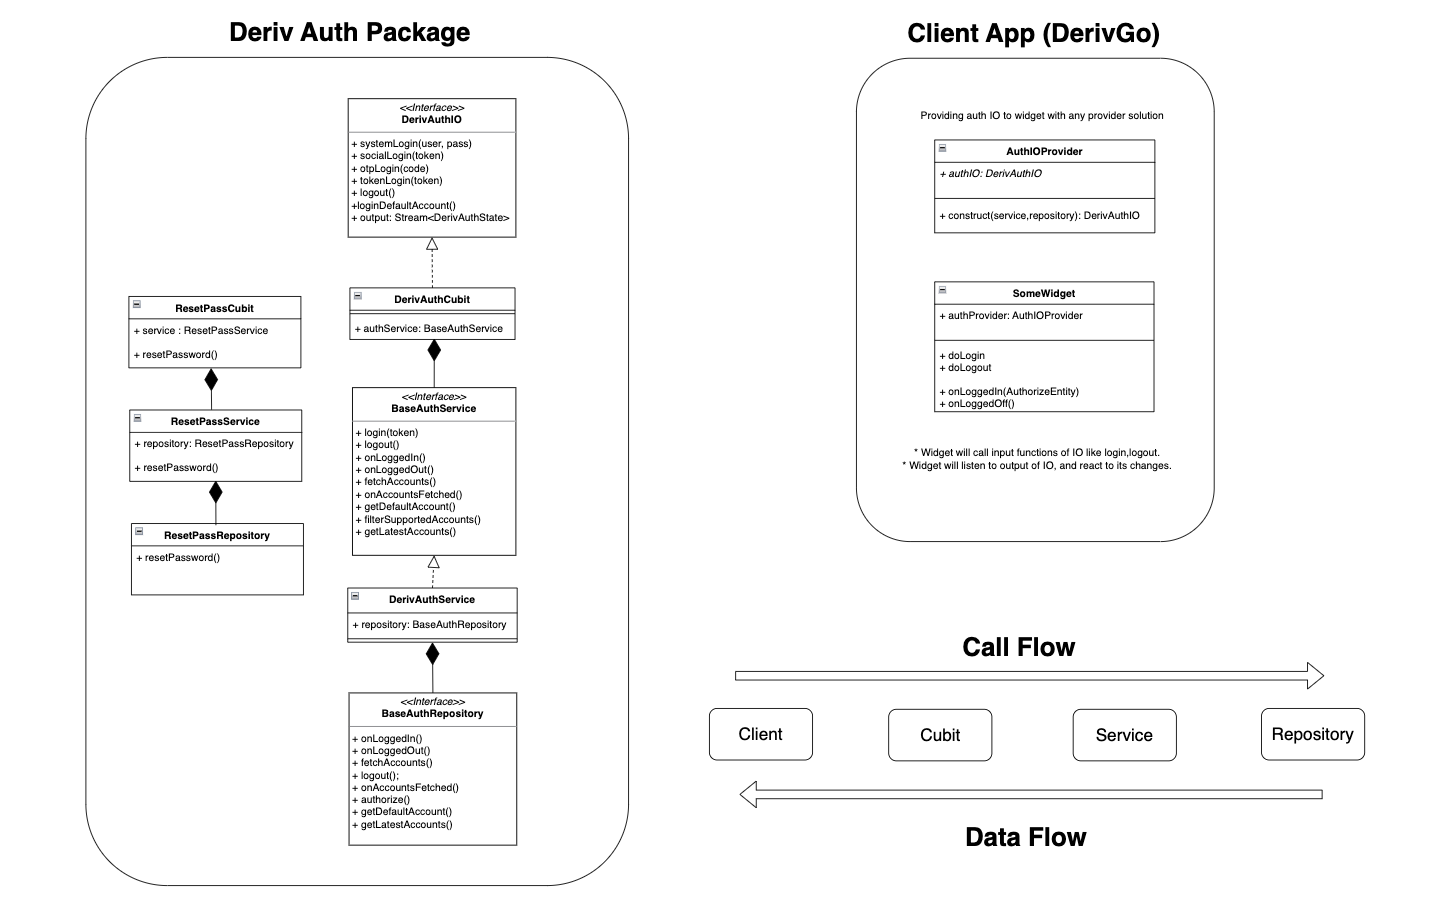 Deriv Auth Package
<<Interface>>
DerivAuthIO
+ systemLogin(user, pass)
+ socialLogin(token)
+ otpLogin(code)
+ tokenLogin(token)
+ logout()
+loginDefaultAccount()
+ output: Stream<DerivAuthState>
DerivAuthCubit
+ authService: BaseAuthService
<<Interface>>
BaseAuthService
+ login(token)
+ logout()
+ onLoggedIn()
+ onLoggedOut()
+ fetchAccounts()
+ onAccountsFetched()
+ getDefaultAccount()
+ filterSupportedAccounts()
+ getLatestAccounts()
DerivAuthService
+ repository: BaseAuthRepository
<<Interface>>
BaseAuthRepository
+ onLoggedIn()
+ onLoggedOut()
+ fetchAccounts()
+ logout();
+ onAccountsFetched()
+ authorize()
+ getDefaultAccount()
+ getLatestAccounts()
ResetPassCubit
+ service : ResetPassService
+ resetPassword()
ResetPassService
+ repository: ResetPassRepository
+ resetPassword()
ResetPassRepository
+ resetPassword()
Client App (DerivGo)
Providing auth IO to widget with any provider solution
AuthIOProvider
+ authIO: DerivAuthIO
+ construct(service,repository): DerivAuthIO
SomeWidget
+ authProvider: AuthIOProvider
+ doLogin
+ doLogout
+ onLoggedIn(AuthorizeEntity)
+ onLoggedOff()
* Widget will call input functions of IO like login,logout.
* Widget will listen to output of IO, and react to its changes.
Call Flow
Client
Cubit
Service
Repository
Data Flow